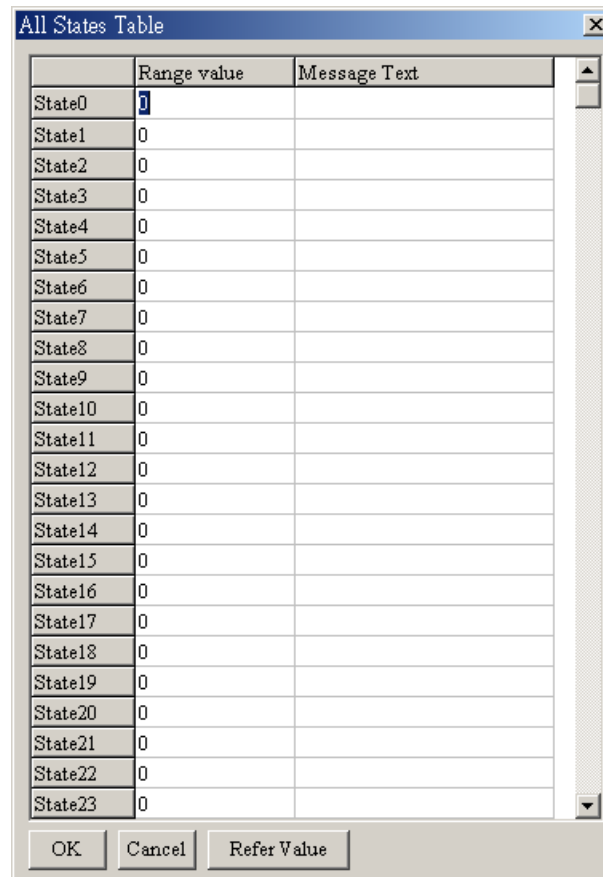 All States Table
Range value Message Text
State0 0
State1 0
State2 0
State3 0
State4 0
State5 0
State6 0
State7 0
State8 0
State9 0
State10 0
State11 0
State12 0
State13 0
State14 0
State15 0
State16 0
State17 0
State18 0
State19 0
State20 0
State21 0
State22 0
State23 0
OK Cancel Refer Value